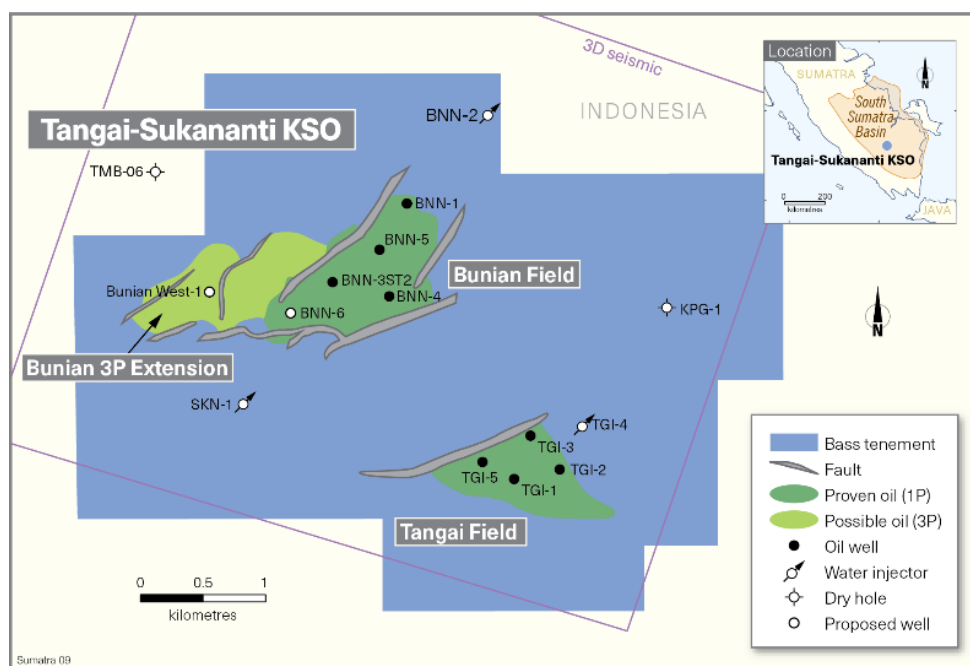 3D seismic
INDONESIA
Tangai-Sukananti KSO
BNN-2
TMB-06
BNN-1
BNN-5
BNN-3ST2
BNN-4
BNN-6
Bunian Field
Bunian West-1
Bunian 3P Extension
KPG-1
N
SKN-1
TGI-4
TGI-3
TGI-2
TGI-5
TGI-1
Tangai Field
0 0.5 1
kilometres
Sumatra 09
Location
SUMATRA
N
South
Sumatra
Basin
Tangai-Sukananti KSO
0 200
kilometres
JAVA
Bass tenement
Fault
Proven oil (1P)
Possible oil (3P)
Oil well
Water injector
Dry hole
Proposed well